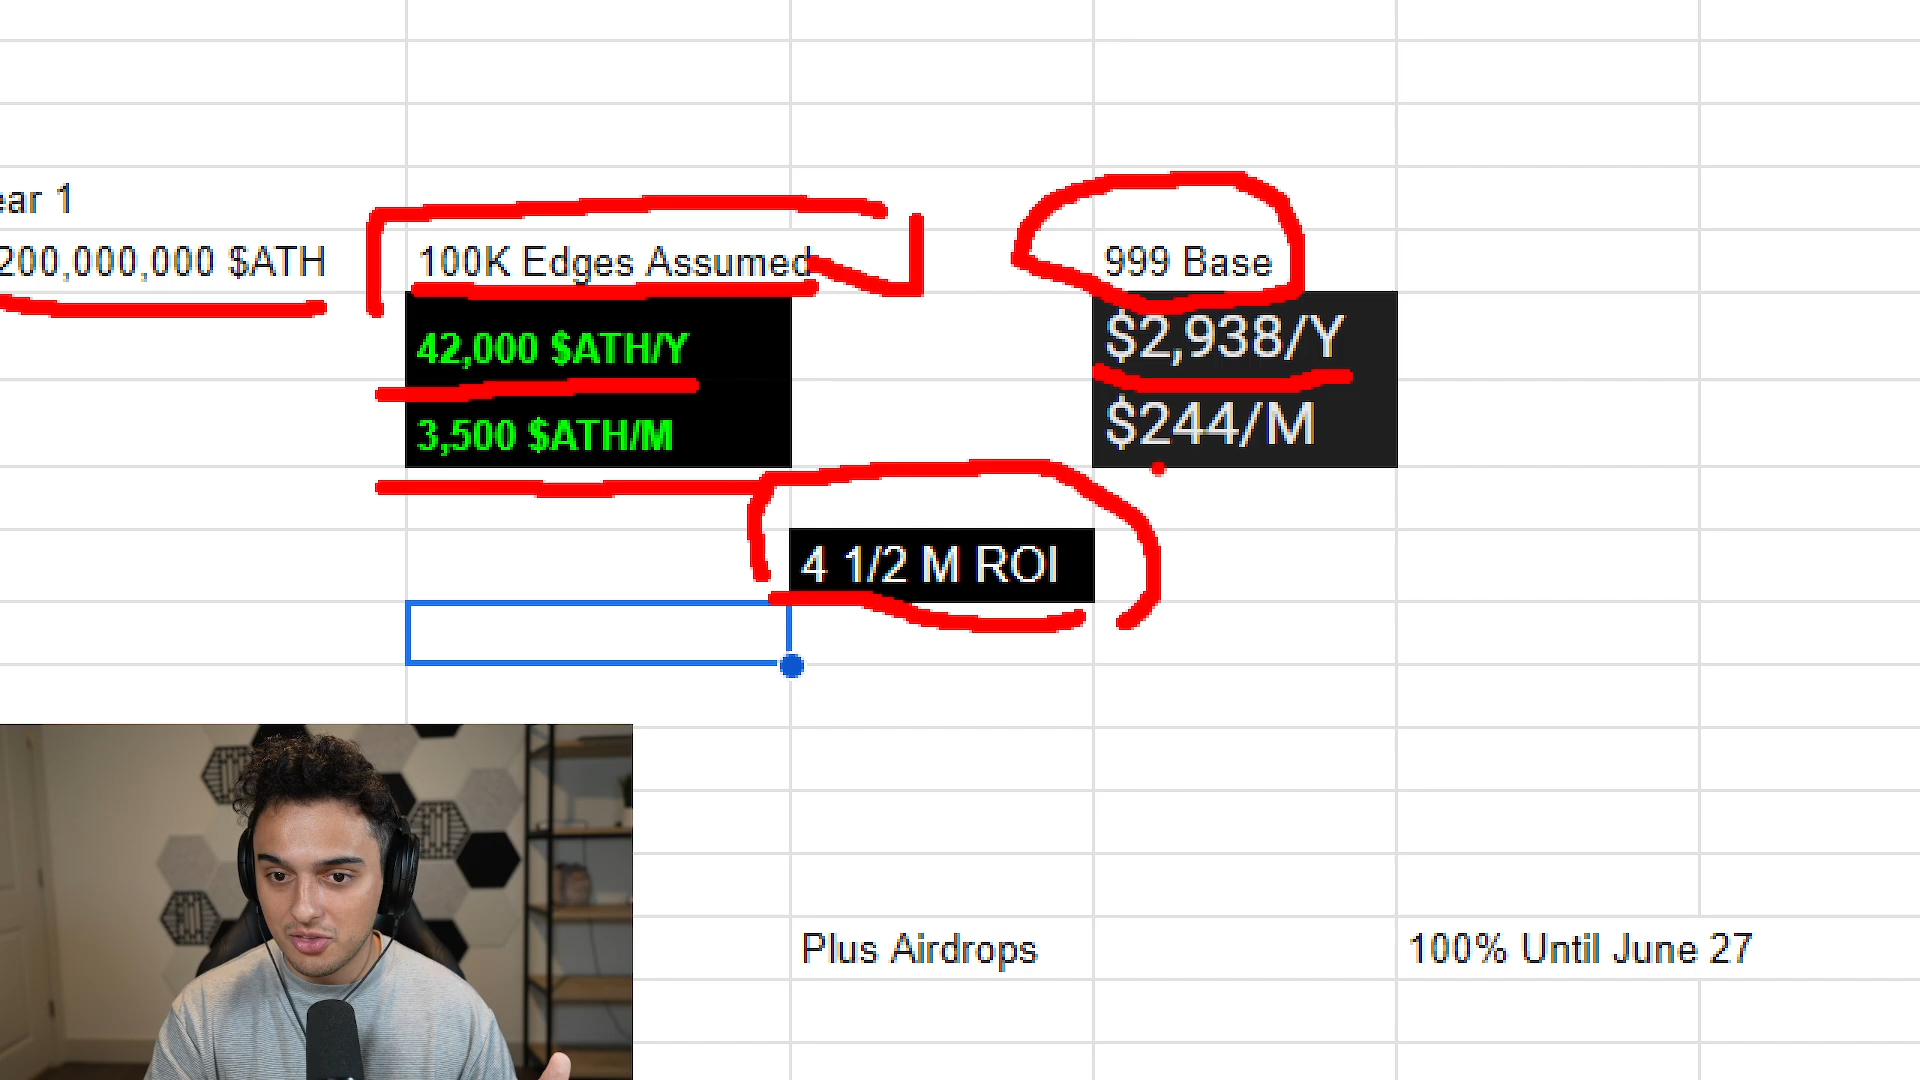 ear 1
200,000,000 $ATH
100K Edges Assumed
999 Base
42,000 $ATH/Y
$2,938/Y
3,500 $ATH/M
$244/M
4 1/2 M ROI
Plus Airdrops
100% Until June 27